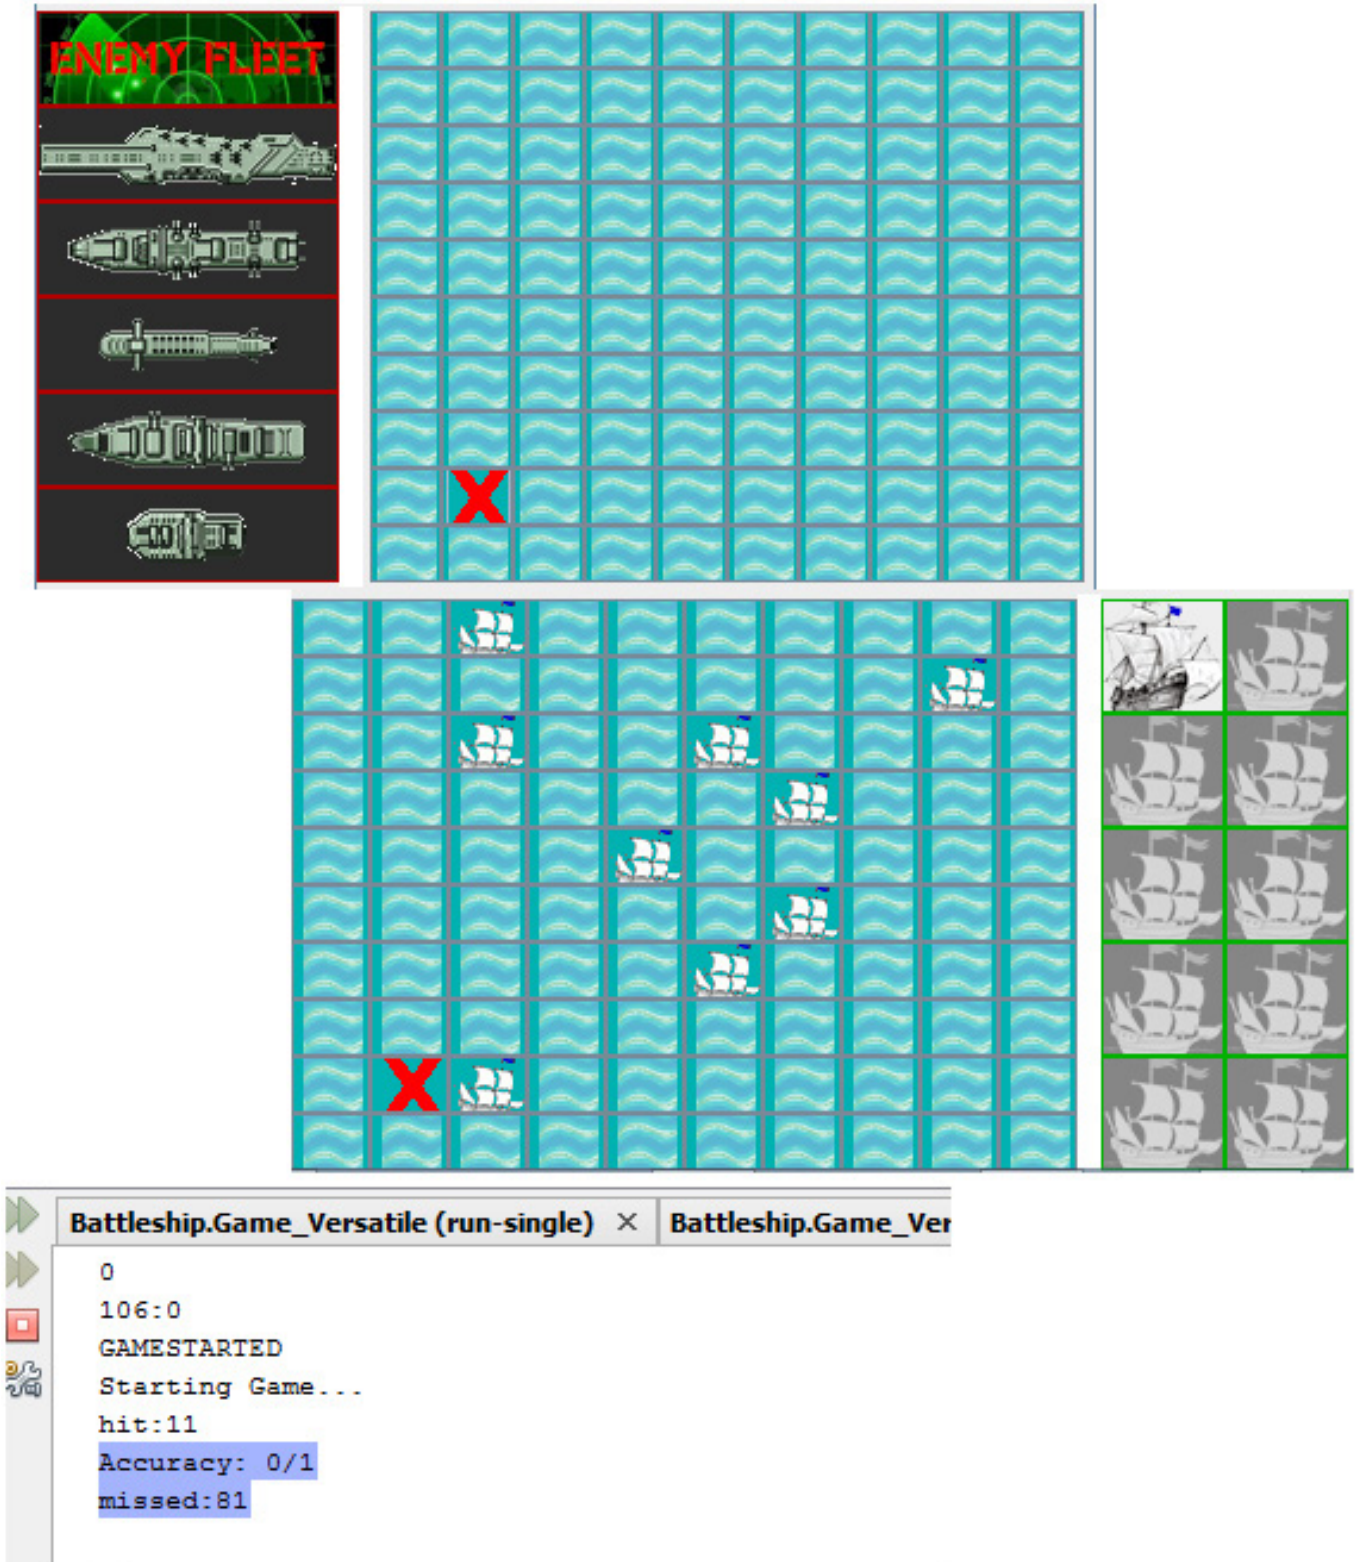 ENEMY FLEET
X
X
Battleship.Game_Versatile (run-single) × Battleship.Game_Ver
0
106:0
GAMESTARTED
Starting Game...
hit:11
Accuracy: 0/1
missed:81